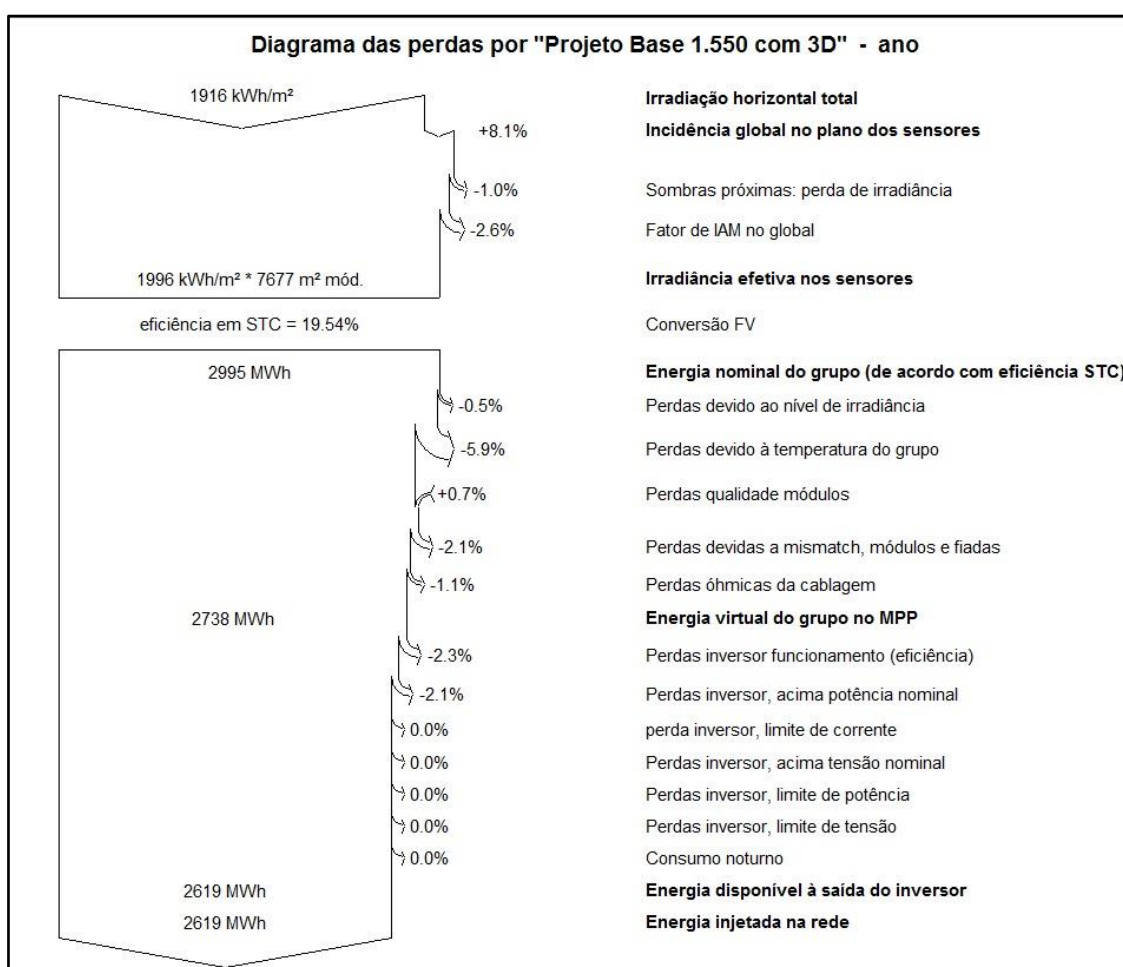 Diagrama das perdas por "Projeto Base 1.550 com 3D" - ano
1916 kWh/m² Irradiação horizontal total
+8.1% Incidência global no plano dos sensores
-1.0% Sombras próximas: perda de irradiância
-2.6% Fator de IAM no global
1996 kWh/m² * 7677 m² mód. Irradiância efetiva nos sensores
eficiência em STC = 19.54% Conversão FV
2995 MWh Energia nominal do grupo (de acordo com eficiência STC)
-0.5% Perdas devido ao nível de irradiância
-5.9% Perdas devido à temperatura do grupo
+0.7% Perdas qualidade módulos
-2.1% Perdas devidas a mismatch, módulos e fiadas
-1.1% Perdas óhmicas da cablagem
2738 MWh Energia virtual do grupo no MPP
-2.3% Perdas inversor funcionamento (eficiência)
-2.1% Perdas inversor, acima potência nominal
0.0% perda inversor, limite de corrente
0.0% Perdas inversor, acima tensão nominal
0.0% Perdas inversor, limite de potência
0.0% Perdas inversor, limite de tensão
0.0% Consumo noturno
2619 MWh Energia disponível à saída do inversor
2619 MWh Energia injetada na rede